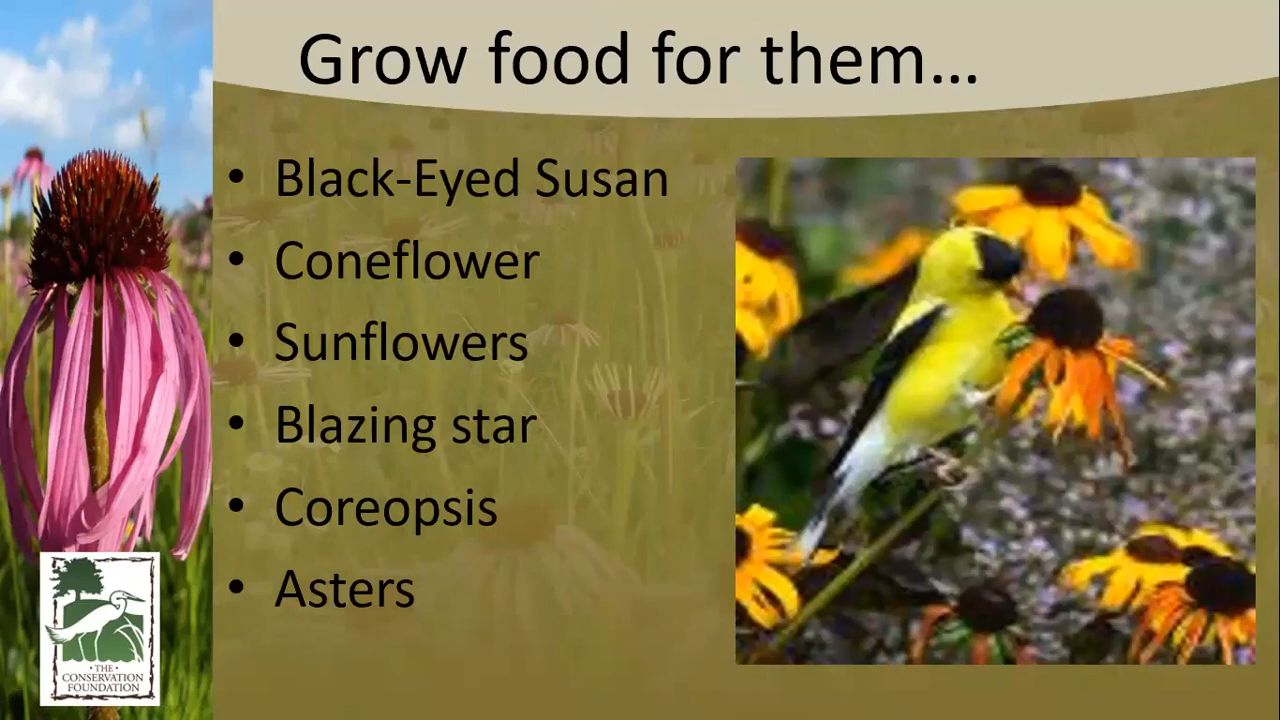 Grow food for them...
• Black-Eyed Susan
• Coneflower
• Sunflowers
• Blazing star
• Coreopsis
• Asters
• THE •
CONSERVATION
FOUNDATION